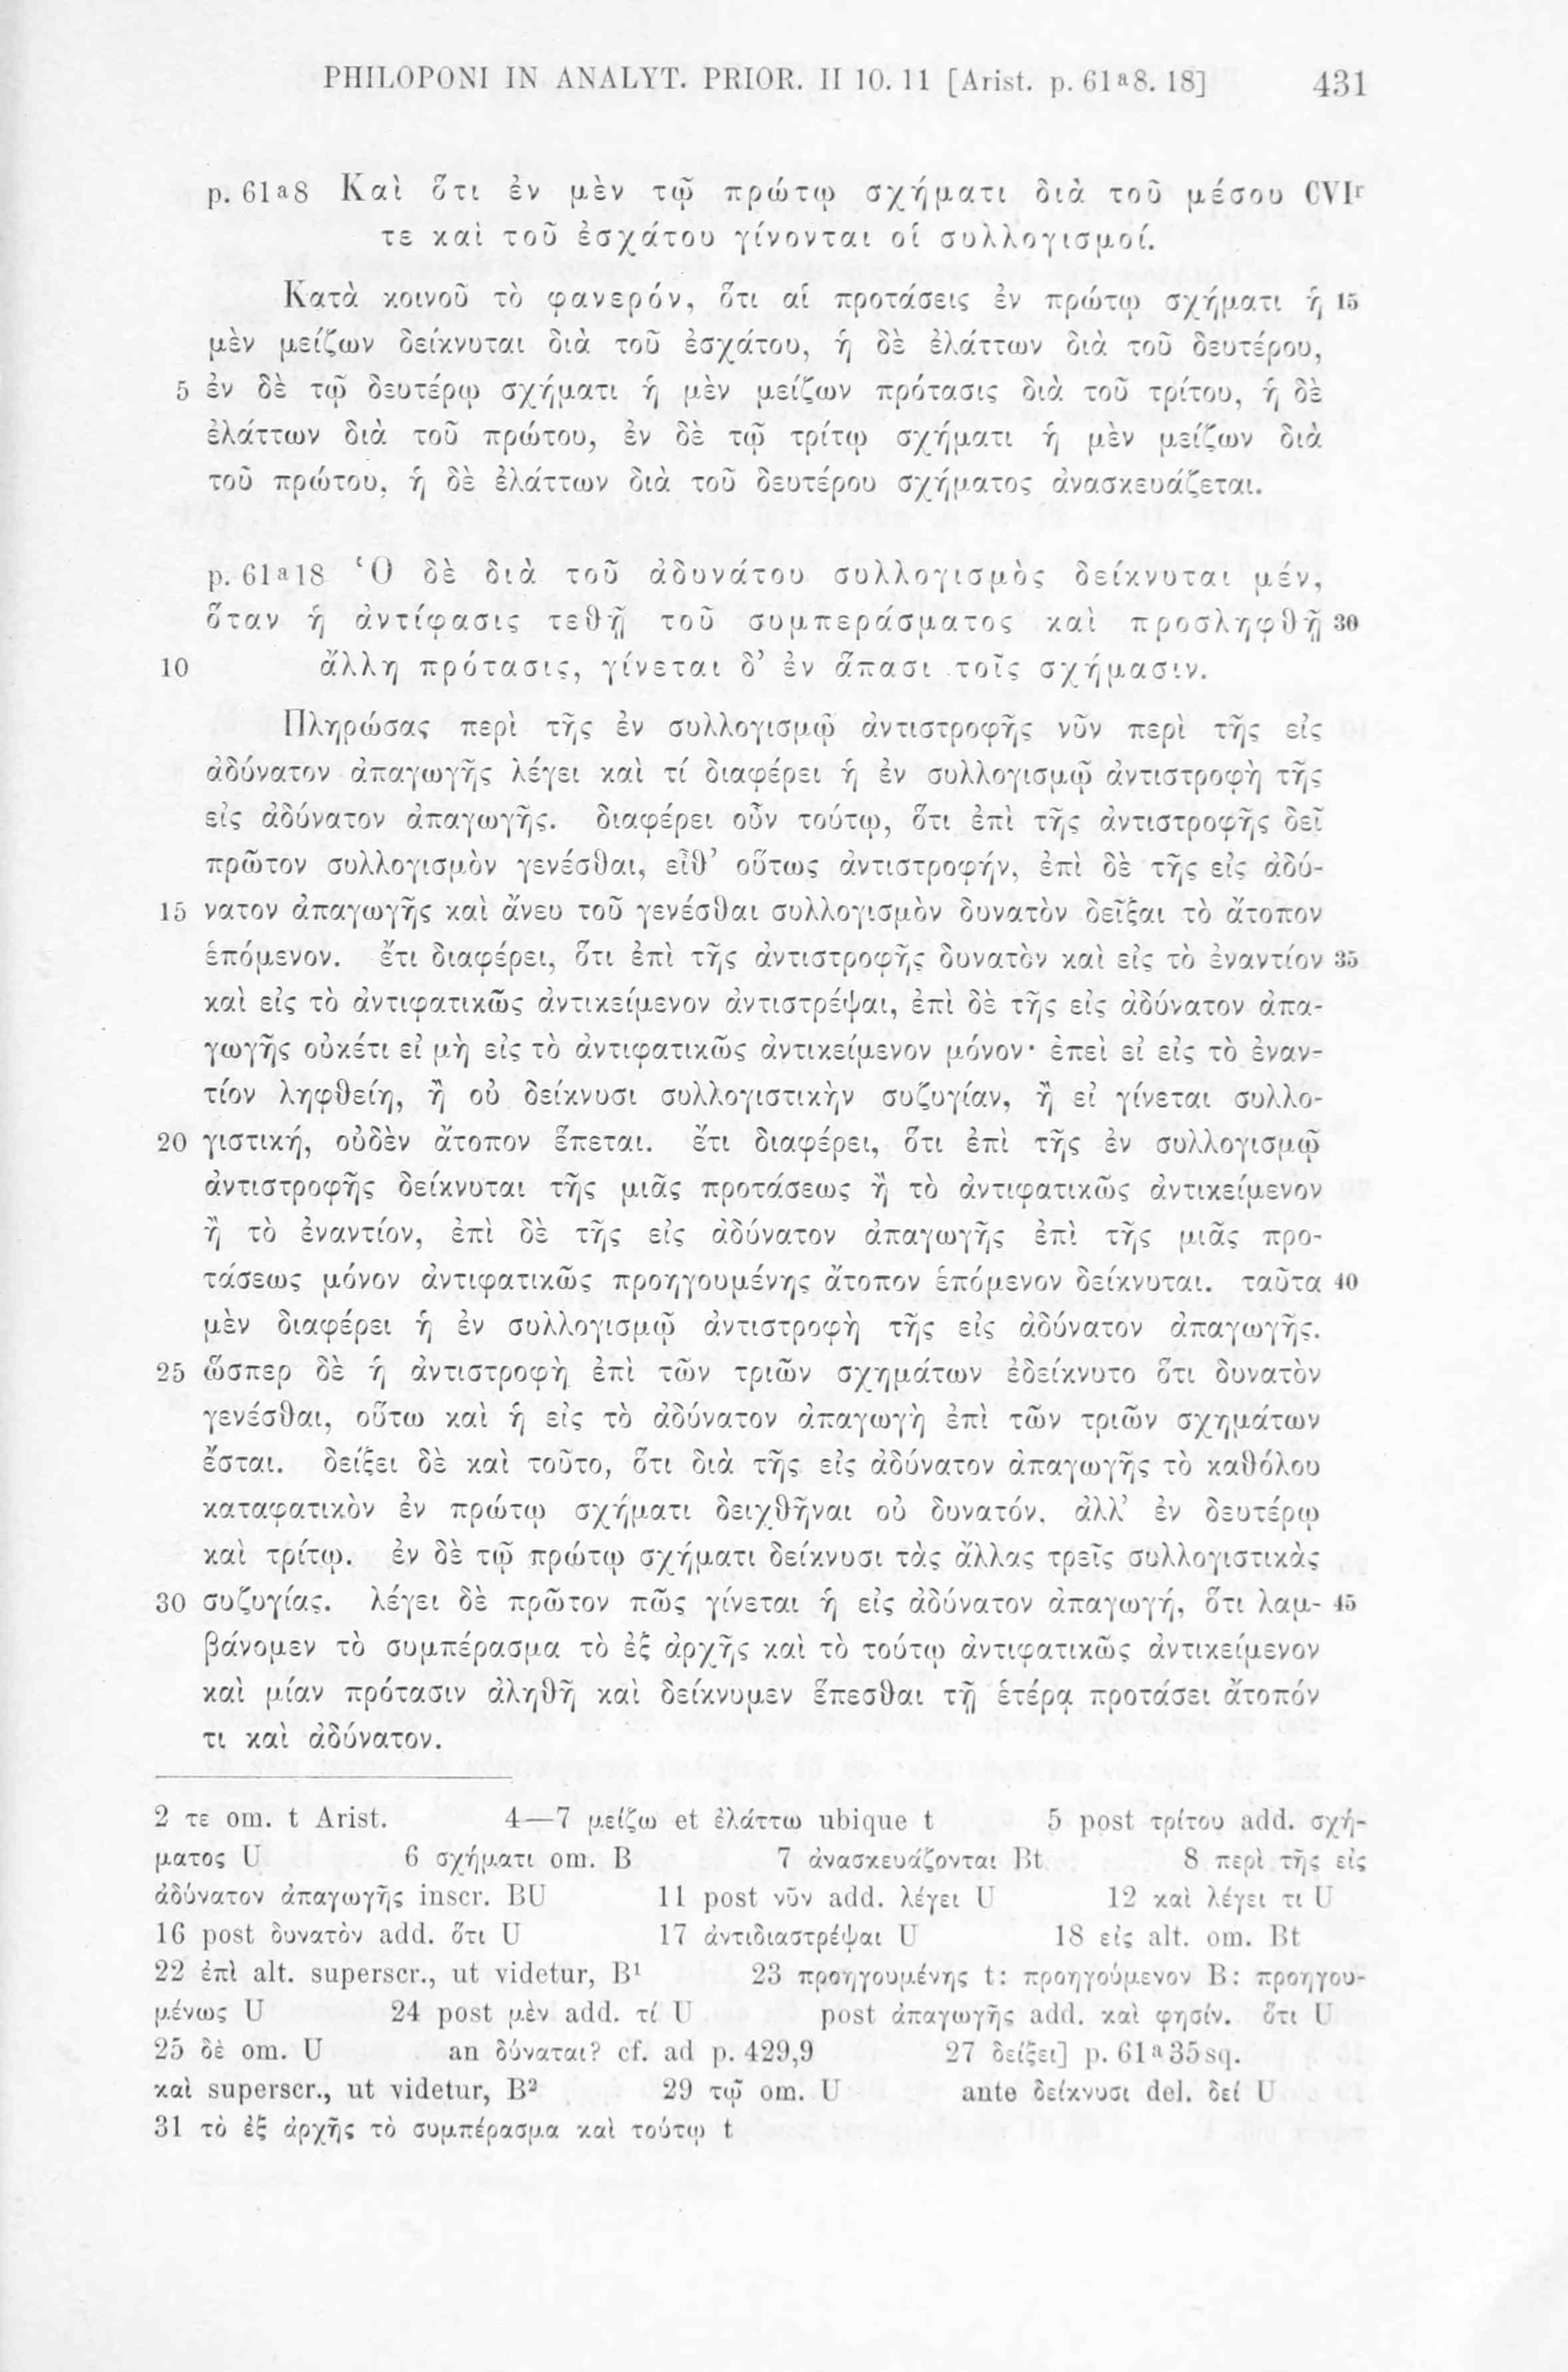 PHILOPONI IN ANALYT. PRIOR. II 10. 11 [Arist. p. 61ᵃ8. 18] 431
p. 61ᵃ8 Καὶ ὅτι ἐν μὲν τῷ πρώτῳ σχήματι διὰ τοῦ μέσου CVIʳ
τε καὶ τοῦ ἐσχάτου γίνονται οἱ συλλογισμοί.
Κατὰ κοινοῦ τὸ φανερόν, ὅτι αἱ προτάσεις ἐν πρώτῳ σχήματι ἡ 15
μὲν μείζων δείκνυται διὰ τοῦ ἐσχάτου, ἡ δὲ ἐλάττων διὰ τοῦ δευτέρου,
5 ἐν δὲ τῷ δευτέρῳ σχήματι ἡ μὲν μείζων πρότασις διὰ τοῦ τρίτου, ἡ δὲ
ἐλάττων διὰ τοῦ πρώτου, ἐν δὲ τῷ τρίτῳ σχήματι ἡ μὲν μείζων διὰ
τοῦ πρώτου, ἡ δὲ ἐλάττων διὰ τοῦ δευτέρου σχήματος ἀνασκευάζεται.
p. 61ᵃ18 Ὁ δὲ διὰ τοῦ ἀδυνάτου συλλογισμὸς δείκνυται μέν,
ὅταν ἡ ἀντίφασις τεθῇ τοῦ συμπεράσματος καὶ προσληφθῇ 30
10 ἄλλη πρότασις, γίνεται δ’ ἐν ἅπασι τοῖς σχήμασιν.
Πληρώσας περὶ τῆς ἐν συλλογισμῷ ἀντιστροφῆς νῦν περὶ τῆς εἰς
ἀδύνατον ἀπαγωγῆς λέγει καὶ τί διαφέρει ἡ ἐν συλλογισμῷ ἀντιστροφὴ τῆς
εἰς ἀδύνατον ἀπαγωγῆς. διαφέρει οὖν τούτῳ, ὅτι ἐπὶ τῆς ἀντιστροφῆς δεῖ
πρῶτον συλλογισμὸν γενέσθαι, εἶθ’ οὕτως ἀντιστροφήν, ἐπὶ δὲ τῆς εἰς ἀδύ-
15 νατον ἀπαγωγῆς καὶ ἄνευ τοῦ γενέσθαι συλλογισμὸν δυνατὸν δεῖξαι τὸ ἄτοπον
ἑπόμενον. ἔτι διαφέρει, ὅτι ἐπὶ τῆς ἀντιστροφῆς δυνατὸν καὶ εἰς τὸ ἐναντίον 35
καὶ εἰς τὸ ἀντιφατικῶς ἀντικείμενον ἀντιστρέψαι, ἐπὶ δὲ τῆς εἰς ἀδύνατον ἀπα-
γωγῆς οὐκέτι εἰ μὴ εἰς τὸ ἀντιφατικῶς ἀντικείμενον μόνον· ἐπεὶ εἰ εἰς τὸ ἐναν-
τίον ληφθείη, ἢ οὐ δείκνυσι συλλογιστικὴν συζυγίαν, ἢ εἰ γίνεται συλλο-
20 γιστική, οὐδὲν ἄτοπον ἕπεται. ἔτι διαφέρει, ὅτι ἐπὶ τῆς ἐν συλλογισμῷ
ἀντιστροφῆς δείκνυται τῆς μιᾶς προτάσεως ἢ τὸ ἀντιφατικῶς ἀντικείμενον
ἢ τὸ ἐναντίον, ἐπὶ δὲ τῆς εἰς ἀδύνατον ἀπαγωγῆς ἐπὶ τῆς μιᾶς προ-
τάσεως μόνον ἀντιφατικῶς προηγουμένης ἄτοπον ἑπόμενον δείκνυται. ταῦτα 40
μὲν διαφέρει ἡ ἐν συλλογισμῷ ἀντιστροφὴ τῆς εἰς ἀδύνατον ἀπαγωγῆς.
25 ὥσπερ δὲ ἡ ἀντιστροφὴ ἐπὶ τῶν τριῶν σχημάτων ἐδείκνυτο ὅτι δυνατὸν
γενέσθαι, οὕτω καὶ ἡ εἰς τὸ ἀδύνατον ἀπαγωγὴ ἐπὶ τῶν τριῶν σχημάτων
ἔσται. δείξει δὲ καὶ τοῦτο, ὅτι διὰ τῆς εἰς ἀδύνατον ἀπαγωγῆς τὸ καθόλου
καταφατικὸν ἐν πρώτῳ σχήματι δειχθῆναι οὐ δυνατόν, ἀλλ’ ἐν δευτέρῳ
καὶ τρίτῳ. ἐν δὲ τῷ πρώτῳ σχήματι δείκνυσι τὰς ἄλλας τρεῖς συλλογιστικὰς
30 συζυγίας. λέγει δὲ πρῶτον πῶς γίνεται ἡ εἰς ἀδύνατον ἀπαγωγή, ὅτι λαμ- 45
βάνομεν τὸ συμπέρασμα τὸ ἐξ ἀρχῆς καὶ τὸ τούτῳ ἀντιφατικῶς ἀντικείμενον
καὶ μίαν πρότασιν ἀληθῆ καὶ δείκνυμεν ἕπεσθαι τῇ ἑτέρᾳ προτάσει ἄτοπόν
τι καὶ ἀδύνατον.
2 τε om. t Arist. 4—7 μείζω et ἐλάττω ubique t 5 post τρίτου add. σχή-
ματος U 6 σχήματι om. B 7 ἀνασκευάζονται Bt 8 περὶ τῆς εἰς
ἀδύνατον ἀπαγωγῆς inscr. BU 11 post νῦν add. λέγει U 12 καὶ λέγει τι U
16 post δυνατὸν add. ὅτι U 17 ἀντιδιαστρέψαι U 18 εἰς alt. om. Bt
22 ἐπὶ alt. superscr., ut videtur, B¹ 23 προηγουμένης t: προηγούμενον B: προηγου-
μένως U 24 post μὲν add. τί U post ἀπαγωγῆς add. καὶ φησίν. ὅτι U
25 δὲ om. U an δύναται? cf. ad p. 429,9 27 δείξει] p. 61ᵃ35sq.
καὶ superscr., ut videtur, B² 29 τῷ om. U ante δείκνυσι del. δεί U
31 τὸ ἐξ ἀρχῆς τὸ συμπέρασμα καὶ τούτῳ t